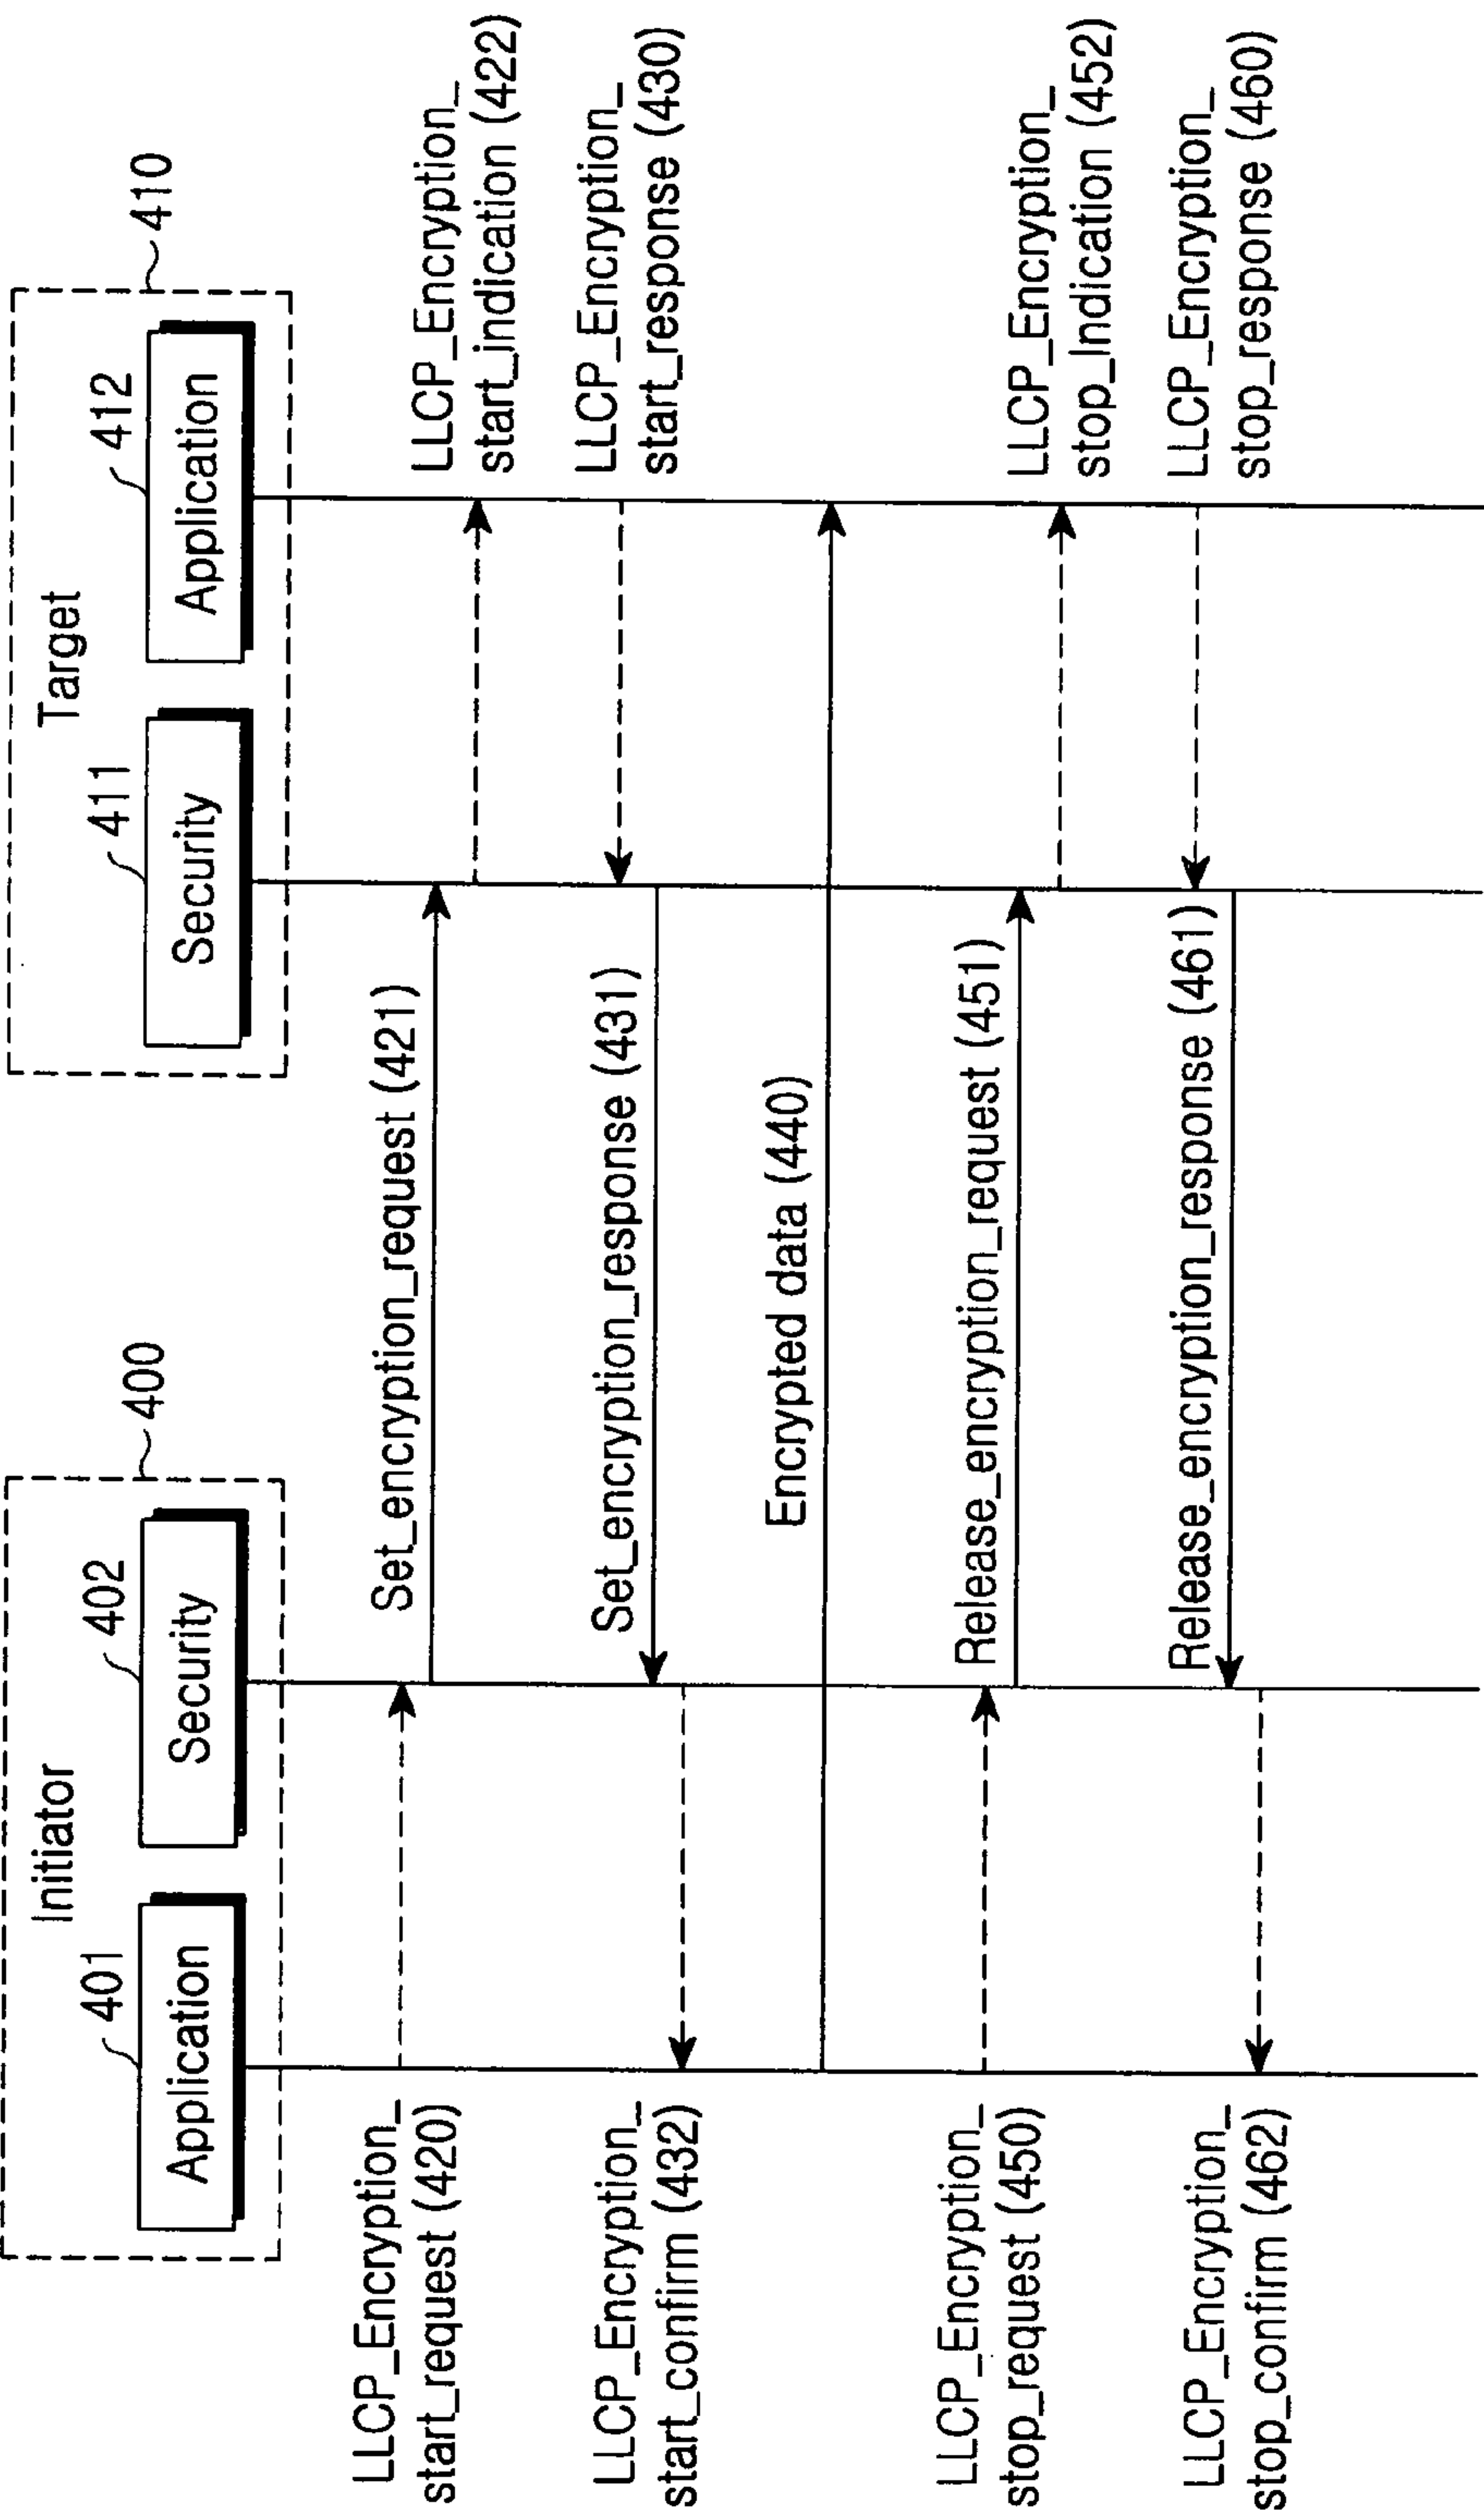 Initiator
400
401
402
Application
Security
Target
410
411
412
Security
Application
LLCP_Encryption_
start_request (420)
Set_encryption_request (421)
LLCP_Encryption_
start_indication (422)
LLCP_Encryption_
start_response (430)
Set_encryption_response (431)
LLCP_Encryption_
start_confirm (432)
Encrypted data (440)
LLCP_Encryption_
stop_request (450)
Release_encryption_request (451)
LLCP_Encryption_
stop_Indication (452)
LLCP_Encryption_
stop_response (460)
Release_encryption_response (461)
LLCP_Encryption_
stop_confirm (462)